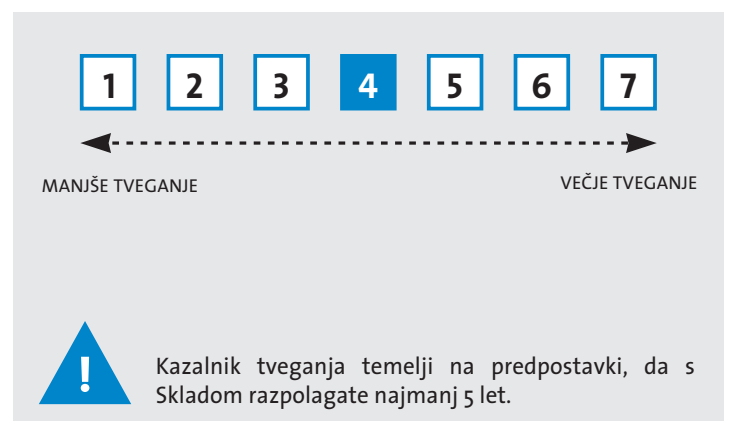 1 2 3 4 5 6 7
MANJŠE TVEGANJE VEČJE TVEGANJE
!
Kazalnik tveganja temelji na predpostavki, da s
Skladom razpolagate najmanj 5 let.